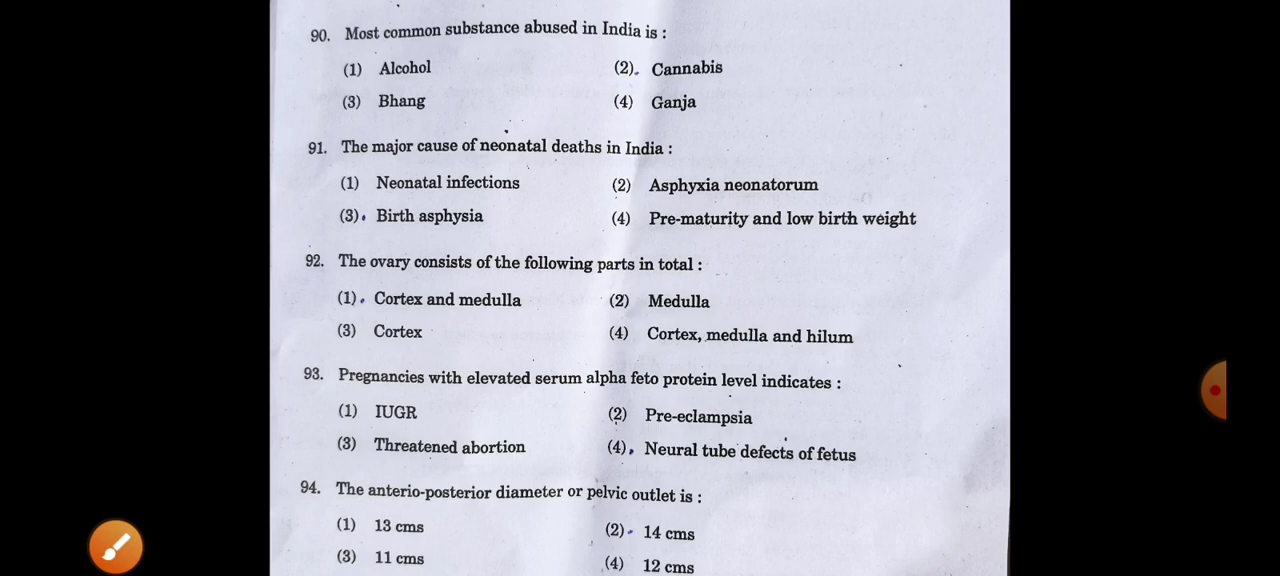 90. Most common substance abused in India is :
(1) Alcohol (2). Cannabis
(3) Bhang (4) Ganja
91. The major cause of neonatal deaths in India :
(1) Neonatal infections (2) Asphyxia neonatorum
(3). Birth asphysia (4) Pre-maturity and low birth weight
92. The ovary consists of the following parts in total :
(1). Cortex and medulla (2) Medulla
(3) Cortex (4) Cortex, medulla and hilum
93. Pregnancies with elevated serum alpha feto protein level indicates :
(1) IUGR (2) Pre-eclampsia
(3) Threatened abortion (4). Neural tube defects of fetus
94. The anterio-posterior diameter or pelvic outlet is :
(1) 13 cms (2). 14 cms
(3) 11 cms (4) 12 cms